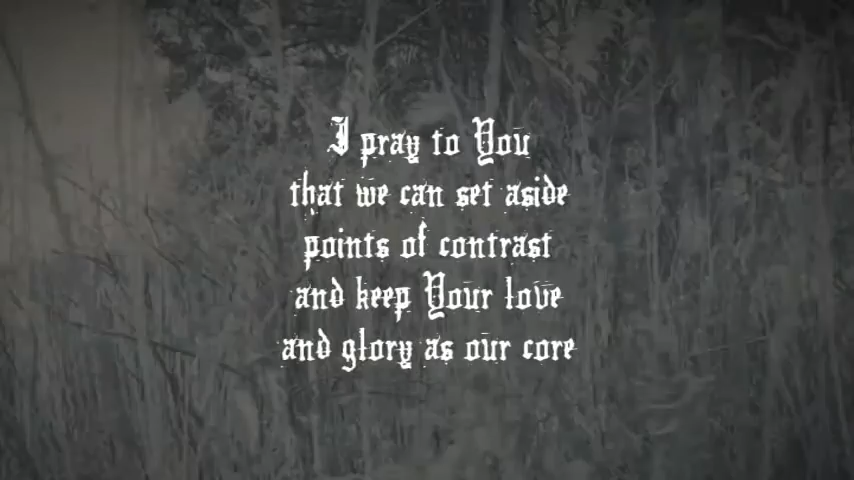 I pray to You
that we can set aside
points of contrast
and keep Your love
and glory as our core